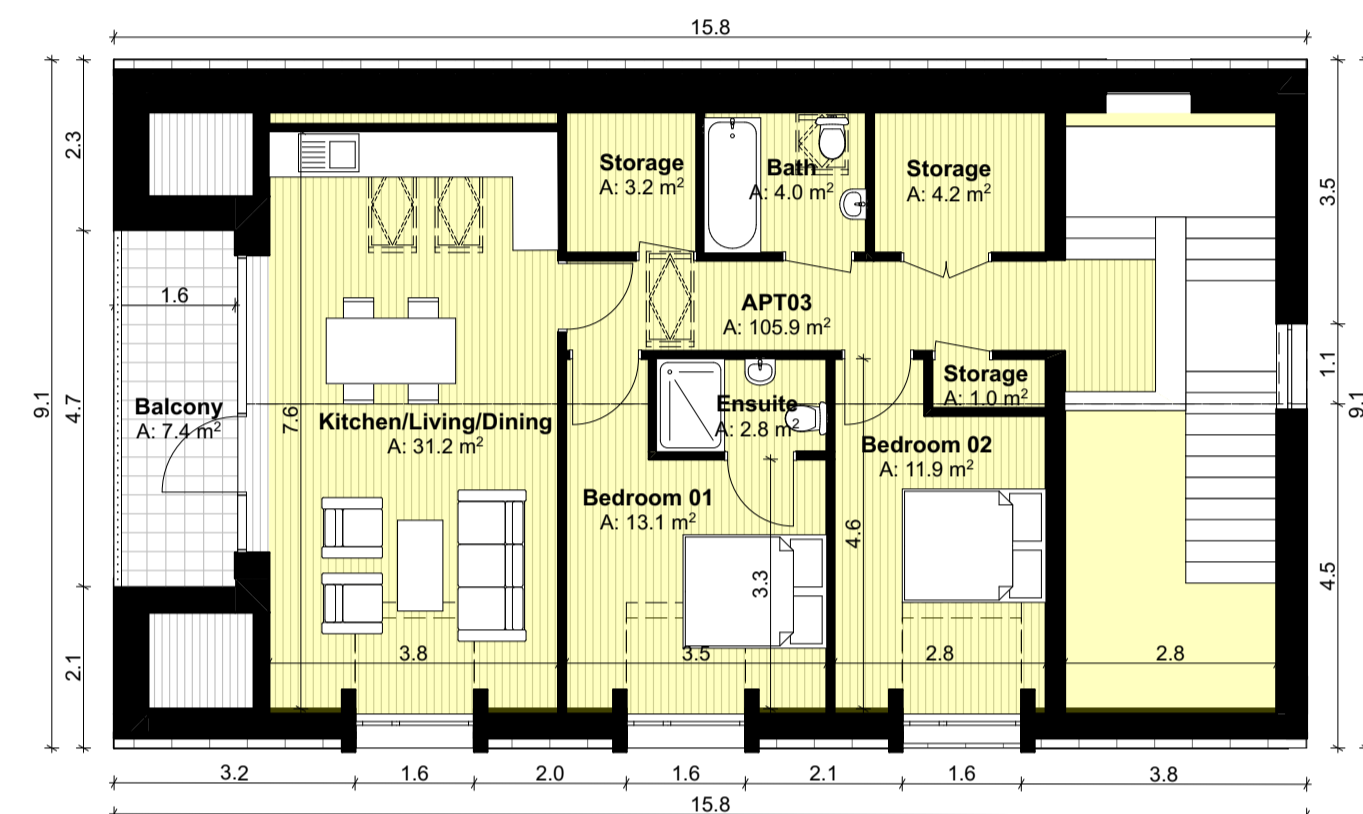 15.8
2.3
9.1
4.7
2.1
3.5
1.1
9.1
4.5
Storage
A: 3.2 m²
Bath
A: 4.0 m²
Storage
A: 4.2 m²
1.6
APT03
A: 105.9 m²
Storage
A: 1.0 m²
Balcony
A: 7.4 m²
7.6
Kitchen/Living/Dining
A: 31.2 m²
Ensuite
A: 2.8 m²
Bedroom 02
A: 11.9 m²
Bedroom 01
A: 13.1 m²
4.6
3.3
3.8
3.5
2.8
2.8
3.2
1.6
2.0
1.6
2.1
1.6
3.8
15.8